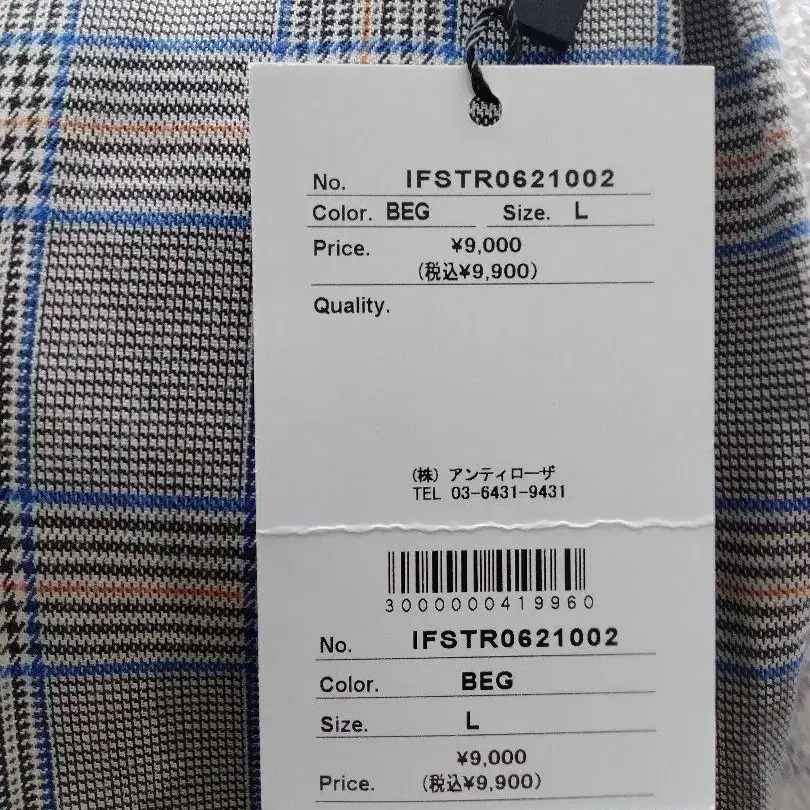 No. IFSTR0621002
Color. BEG Size. L
Price. ¥9,000
(税込¥9,900)
Quality.
(株) アンティローザ
TEL 03-6431-9431
3000000419960
No. IFSTR0621002
Color. BEG
Size. L
¥9,000
Price. (税込¥9,900)